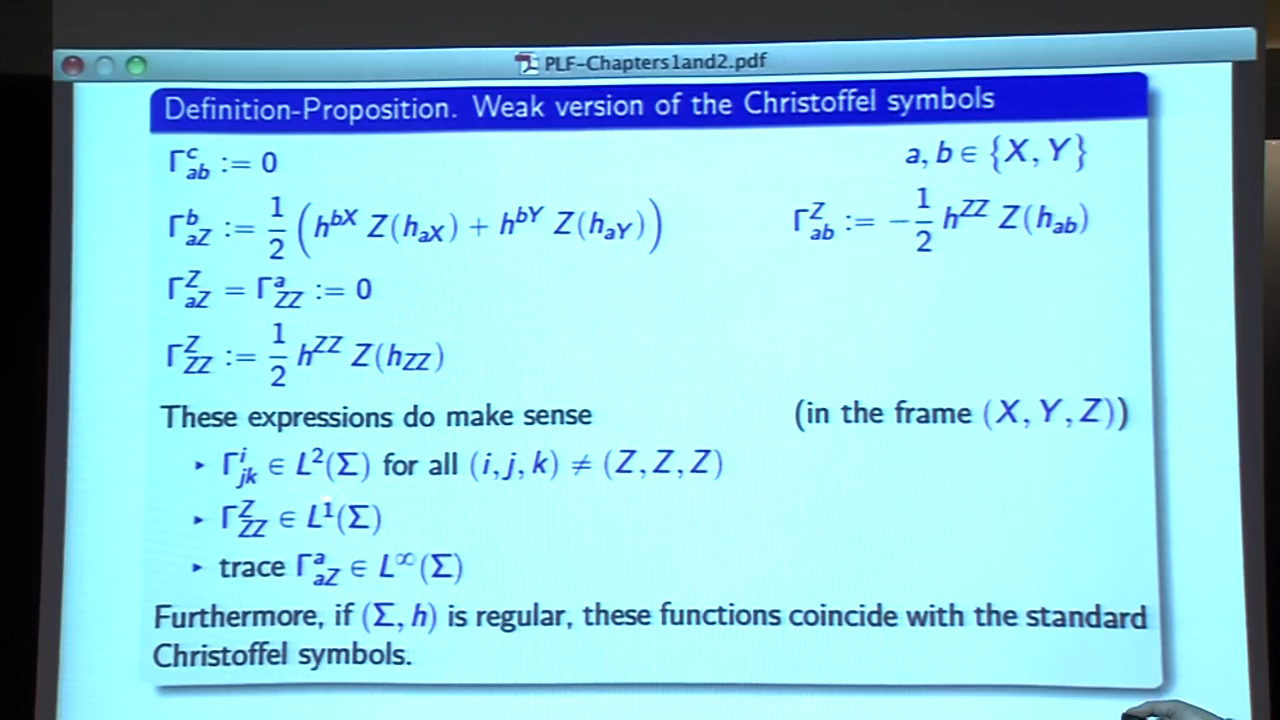 PLF-Chapters1and2.pdf
Definition-Proposition. Weak version of the Christoffel symbols
Γ^c_{ab} := 0    a, b ∈ {X, Y}
Γ^b_{aZ} := 1/2 (h^{bX} Z(h_{aX}) + h^{bY} Z(h_{aY}))    Γ^Z_{ab} := −1/2 h^{ZZ} Z(h_{ab})
Γ^Z_{aZ} = Γ^a_{ZZ} := 0
Γ^Z_{ZZ} := 1/2 h^{ZZ} Z(h_{ZZ})
These expressions do make sense    (in the frame (X, Y, Z))
▸ Γ^i_{jk} ∈ L^2(Σ) for all (i, j, k) ≠ (Z, Z, Z)
▸ Γ^Z_{ZZ} ∈ L^1(Σ)
▸ trace Γ^a_{aZ} ∈ L^∞(Σ)
Furthermore, if (Σ, h) is regular, these functions coincide with the standard
Christoffel symbols.